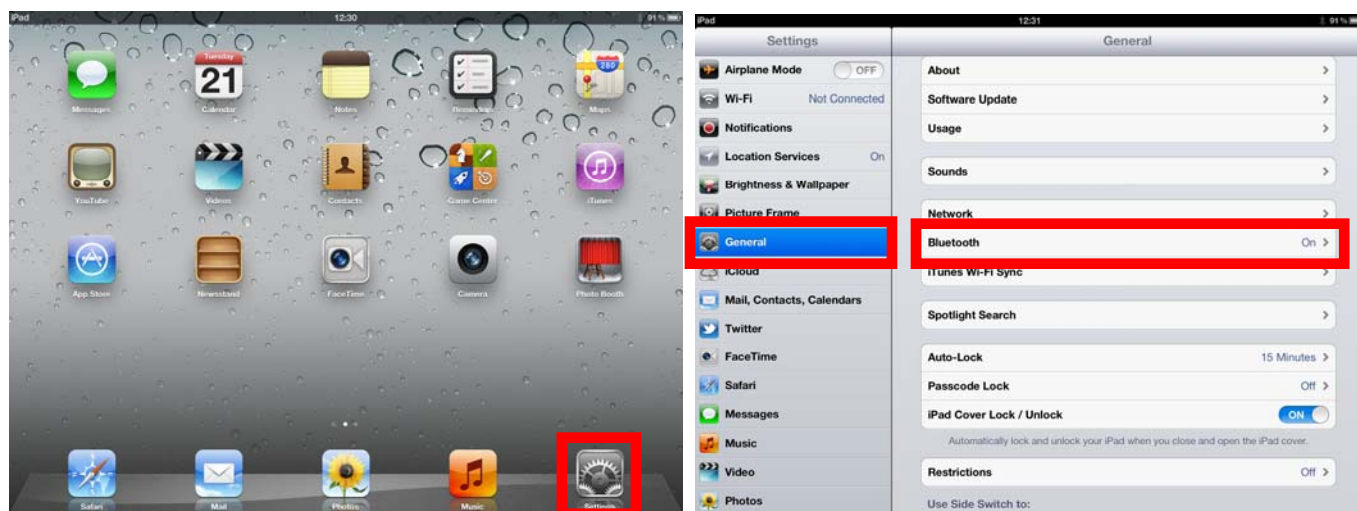 iPad 12:30 91%
Tuesday
21
280
Messages Calendar Notes Reminders Maps
YouTube Videos Contacts Game Center iTunes
App Store Newsstand FaceTime Camera Photo Booth
Safari Mail Photos Music Settings
iPad 12:31 91%
Settings
Airplane Mode OFF
Wi-Fi Not Connected
Notifications
Location Services On
Brightness & Wallpaper
Picture Frame
General
iCloud
Mail, Contacts, Calendars
Twitter
FaceTime
Safari
Messages
Music
Video
Photos
General
About
Software Update
Usage
Sounds
Network
Bluetooth On
iTunes Wi-Fi Sync
Spotlight Search
Auto-Lock 15 Minutes
Passcode Lock Off
iPad Cover Lock / Unlock ON
Automatically lock and unlock your iPad when you close and open the iPad cover.
Restrictions Off
Use Side Switch to: